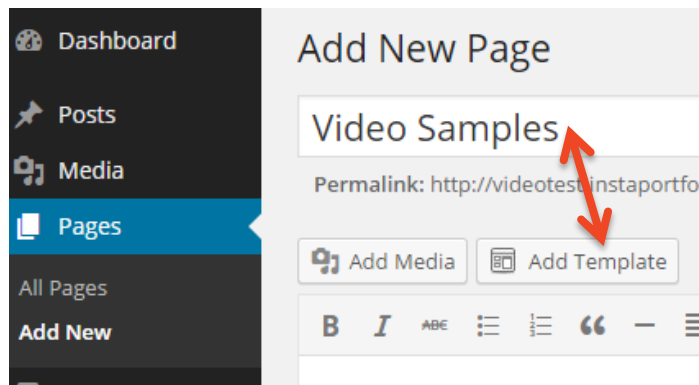 Dashboard
Posts
Media
Pages
All Pages
Add New
Add New Page
Video Samples
Permalink: http://videotest.instaportfo
Add Media
Add Template
B I ABC